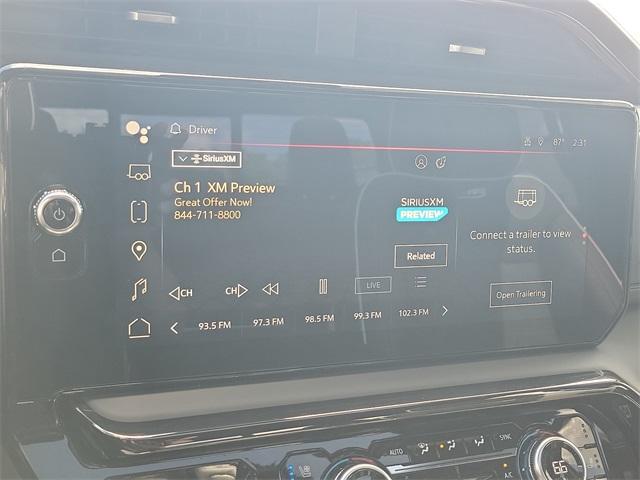 Driver
87° 2:31
SiriusXM
Ch 1 XM Preview
Great Offer Now!
844-711-8800
SIRIUSXM
PREVIEW
Related
Connect a trailer to view
status.
Open Trailering
CH CH LIVE
93.5 FM 97.3 FM 98.5 FM 99.3 FM 102.3 FM
AUTO SYNC
A/C 66